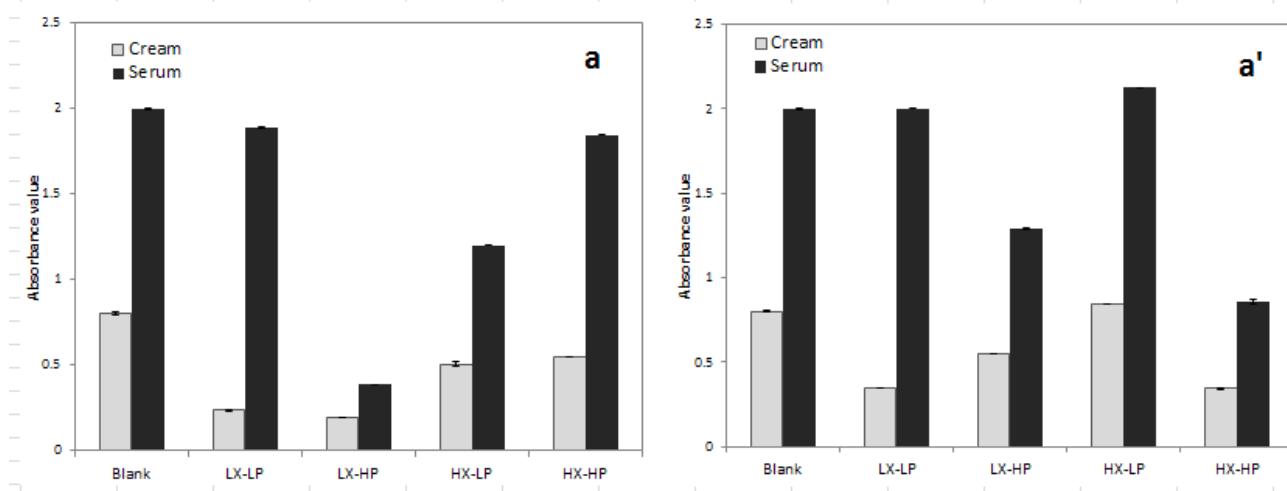 2.5
Cream
Serum
a
2
1.5
1
0.5
0
Absorbance value
Blank
LX-LP
LX-HP
HX-LP
HX-HP
2.5
Cream
Serum
a'
2
1.5
1
0.5
0
Absorbance value
Blank
LX-LP
LX-HP
HX-LP
HX-HP